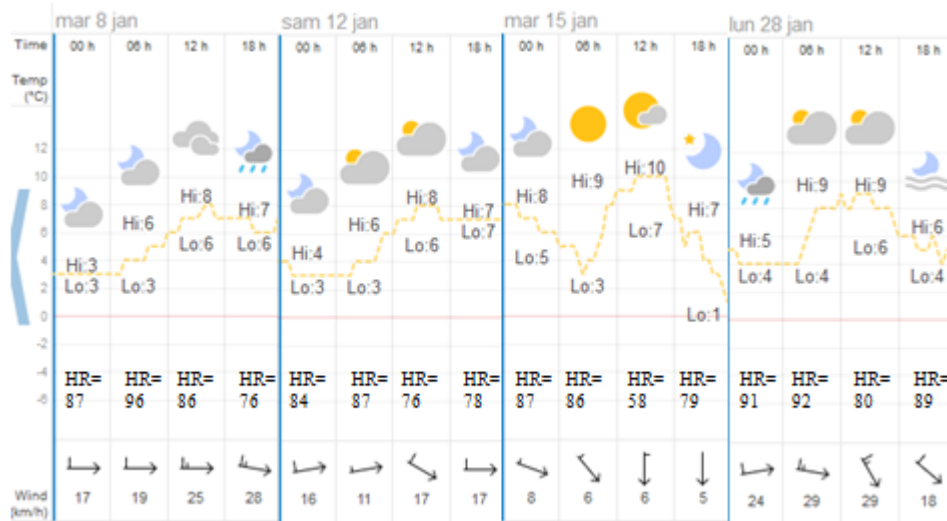 mar 8 jan sam 12 jan mar 15 jan lun 28 jan
Time 00 h 06 h 12 h 18 h 00 h 06 h 12 h 18 h 00 h 06 h 12 h 18 h 00 h 06 h 12 h 18 h
Temp
(°C)
12
10 Hi:10
Hi:8 Hi:8 Hi:8 Hi:9 Hi:9 Hi:9
8
Hi:6 Hi:7 Hi:6 Hi:7 Hi:7 Hi:6
Lo:7 Lo:7
6 Lo:6 Lo:6 Lo:6 Hi:5 Lo:6
Hi:4 Lo:5
4 Hi:3
Lo:4 Lo:4 Lo:4
2 Lo:3 Lo:3 Lo:3 Lo:3 Lo:3
0 Lo:1
-2
-4 HR= HR= HR= HR= HR= HR= HR= HR= HR= HR= HR= HR= HR= HR= HR= HR=
87 96 86 76 84 87 76 78 87 86 58 79 91 92 80 89
Wind 17 19 25 28 16 11 17 17 8 6 6 5 24 29 29 18
(km/h)